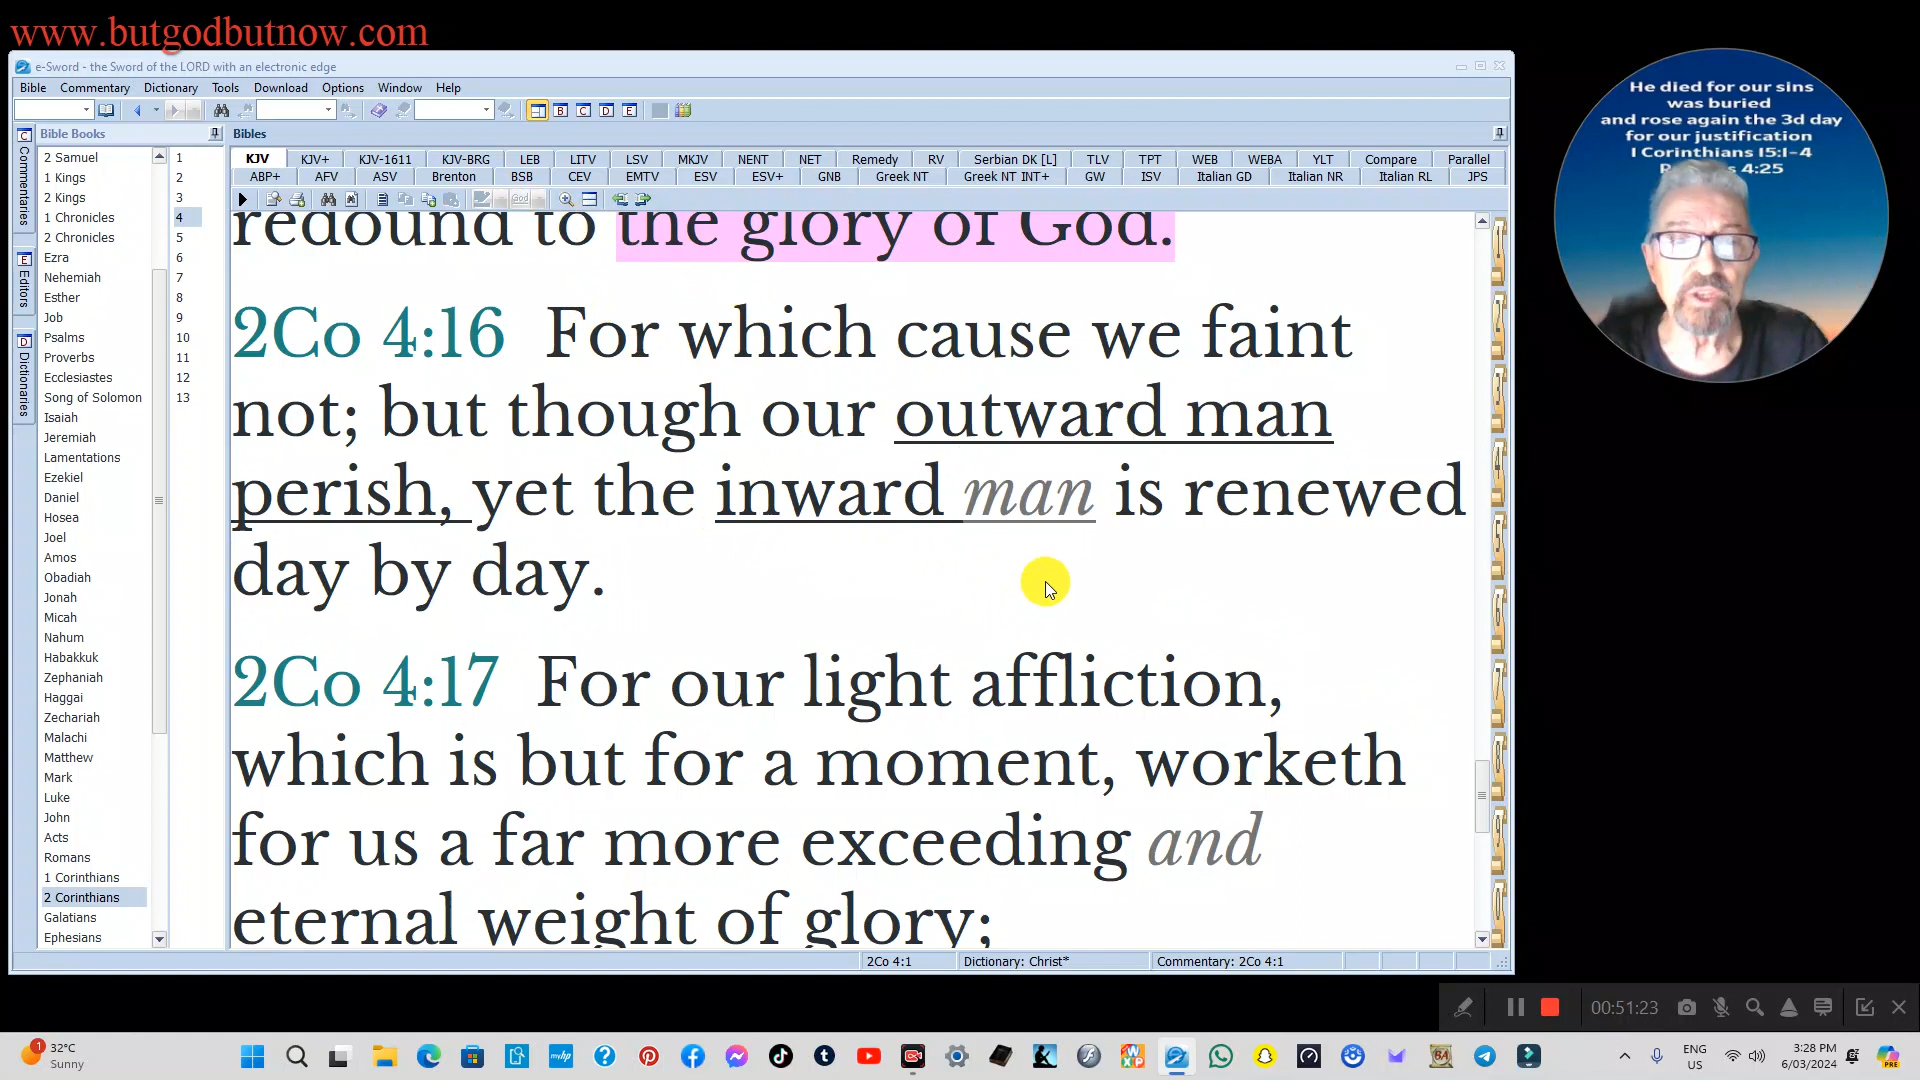 www.butgodbutnow.com
e-Sword - the Sword of the LORD with an electronic edge
Bible Commentary Dictionary Tools Download Options Window Help
B C D E
Bible Books
Bibles
C Commentaries
E Editors
D Dictionaries
2 Samuel
1 Kings
2 Kings
1 Chronicles
2 Chronicles
Ezra
Nehemiah
Esther
Job
Psalms
Proverbs
Ecclesiastes
Song of Solomon
Isaiah
Jeremiah
Lamentations
Ezekiel
Daniel
Hosea
Joel
Amos
Obadiah
Jonah
Micah
Nahum
Habakkuk
Zephaniah
Haggai
Zechariah
Malachi
Matthew
Mark
Luke
John
Acts
Romans
1 Corinthians
2 Corinthians
Galatians
Ephesians
1
2
3
4
5
6
7
8
9
10
11
12
13
KJV KJV+ KJV-1611 KJV-BRG LEB LITV LSV MKJV NENT NET Remedy RV Serbian DK [L] TLV TPT WEB WEBA YLT Compare Parallel
ABP+ AFV ASV Brenton BSB CEV EMTV ESV ESV+ GNB Greek NT Greek NT INT+ GW ISV Italian GD Italian NR Italian RL JPS
redound to the glory of God.
2Co 4:16 For which cause we faint
not; but though our outward man
perish, yet the inward man is renewed
day by day.
2Co 4:17 For our light affliction,
which is but for a moment, worketh
for us a far more exceeding and
eternal weight of glory;
2Co 4:1 Dictionary: Christ* Commentary: 2Co 4:1
He died for our sins
was buried
and rose again the 3d day
for our justification
1 Corinthians 15:1-4
4:25
00:51:23
1
32°C
Sunny
ENG
US
3:28 PM
6/03/2024